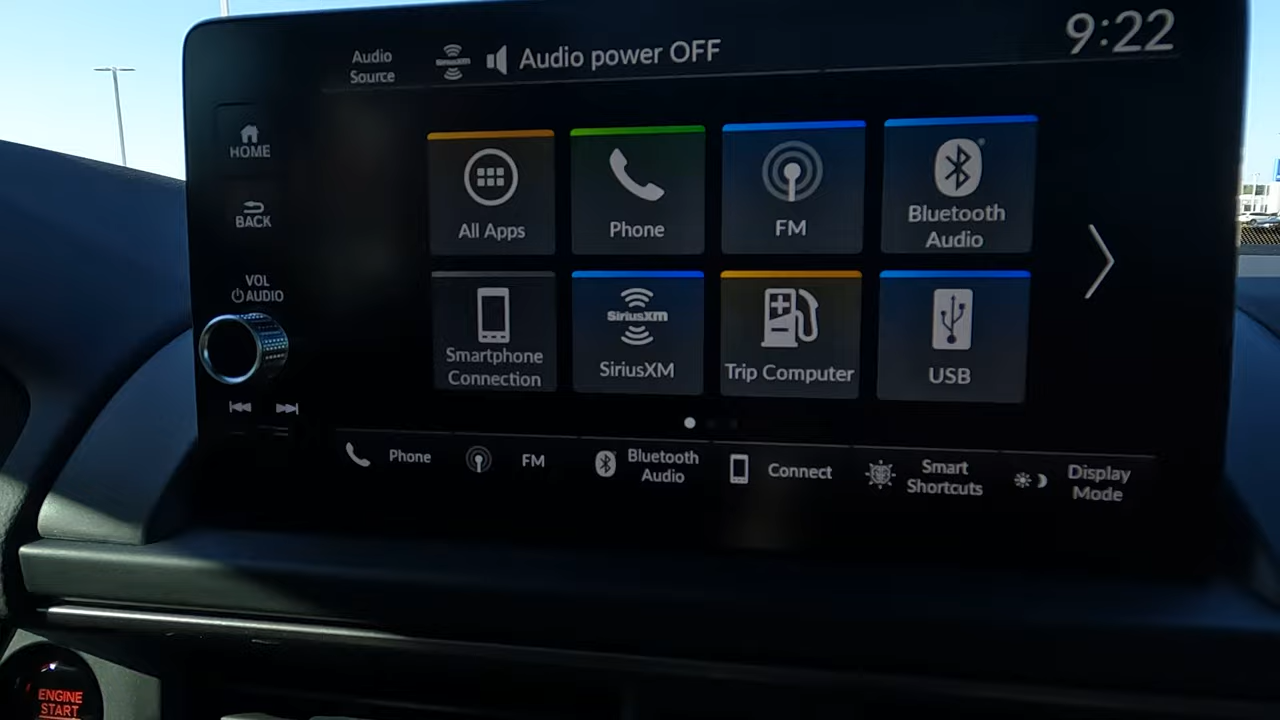 Audio
Source
SiriusXM
Audio power OFF
9:22
HOME
BACK
VOL
AUDIO
All Apps
Phone
FM
Bluetooth
Audio
Smartphone
Connection
SiriusXM
SiriusXM
Trip Computer
USB
Phone
FM
Bluetooth
Audio
Connect
Smart
Shortcuts
Display
Mode
ENGINE
START